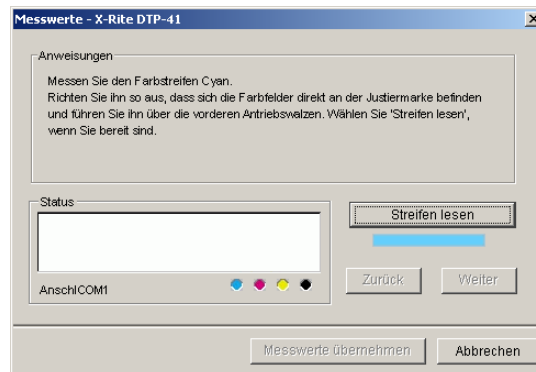 Messwerte - X-Rite DTP-41
Anweisungen
Messen Sie den Farbstreifen Cyan.
Richten Sie ihn so aus, dass sich die Farbfelder direkt an der Justiermarke befinden
und führen Sie ihn über die vorderen Antriebswalzen. Wählen Sie 'Streifen lesen',
wenn Sie bereit sind.
Status
Streifen lesen
AnschlCOM1
Zurück
Weiter
Messwerte übernehmen
Abbrechen